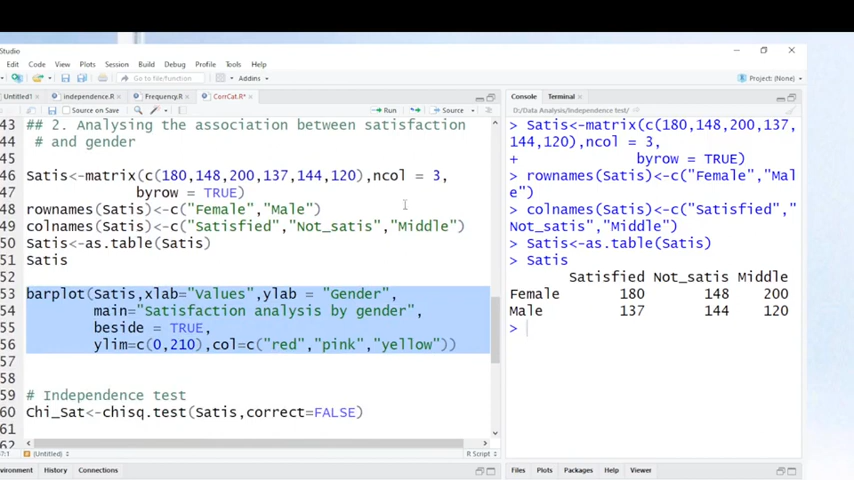 Studio
Edit Code View Plots Session Build Debug Profile Tools Help
Go to file/function Addins Project: (None)
Untitled1 independence.R Frequency.R CorrCat.R*
Source on Save Run Source
43 ## 2. Analysing the association between satisfaction
44 # and gender
45
46 Satis<-matrix(c(180,148,200,137,144,120),ncol = 3,
47 byrow = TRUE)
48 rownames(Satis)<-c("Female","Male")
49 colnames(Satis)<-c("Satisfied","Not_satis","Middle")
50 Satis<-as.table(Satis)
51 Satis
52
53 barplot(Satis,xlab="Values",ylab = "Gender",
54 main="Satisfaction analysis by gender",
55 beside = TRUE,
56 ylim=c(0,210),col=c("red","pink","yellow"))
57
58
59 # Independence test
60 Chi_Sat<-chisq.test(Satis,correct=FALSE)
61
62
(Untitled) R Script
Environment History Connections
Console Terminal
D:/Data Analysis/Independence test/
> Satis<-matrix(c(180,148,200,137,
144,120),ncol = 3,
+ byrow = TRUE)
> rownames(Satis)<-c("Female","Mal
e")
> colnames(Satis)<-c("Satisfied","
Not_satis","Middle")
> Satis<-as.table(Satis)
> Satis
Satisfied Not_satis Middle
Female 180 148 200
Male 137 144 120
>
Files Plots Packages Help Viewer